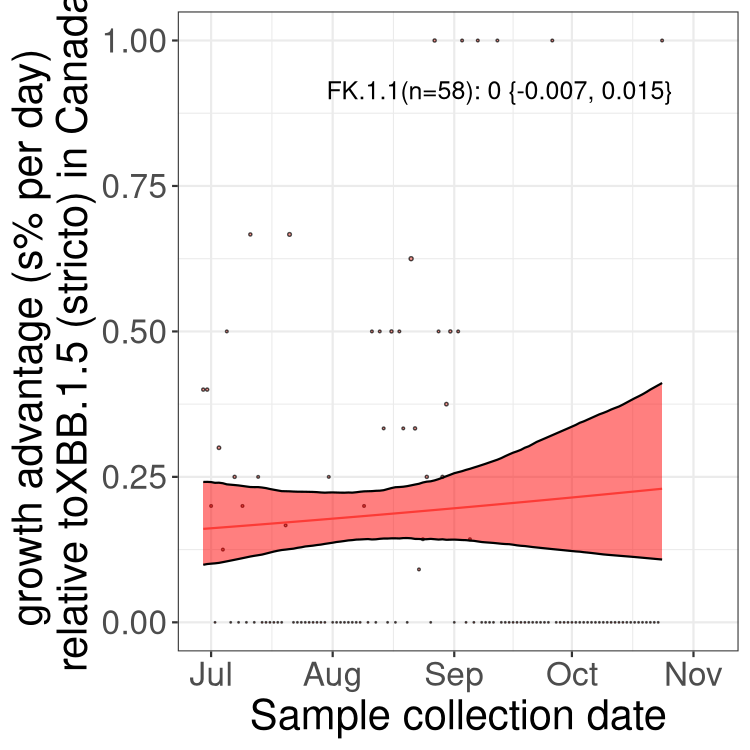 growth advantage (s% per day)
relative toXBB.1.5 (stricto) in Canada
1.00
0.75
0.50
0.25
0.00
FK.1.1(n=58): 0 {-0.007, 0.015}
Jul Aug Sep Oct Nov
Sample collection date